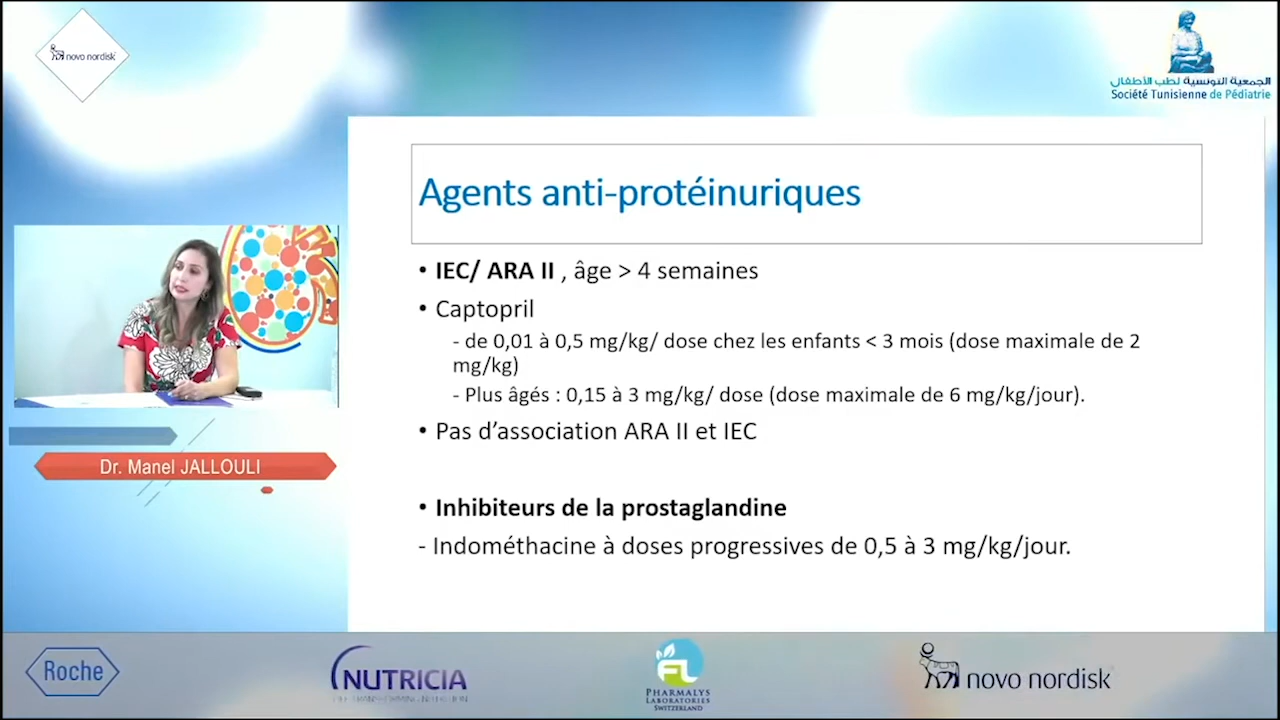 novo nordisk
الجمعية التونسية لطب الأطفال
Société Tunisienne de Pédiatrie
Agents anti-protéinuriques
• IEC/ ARA II , âge > 4 semaines
• Captopril
- de 0,01 à 0,5 mg/kg/ dose chez les enfants < 3 mois (dose maximale de 2
mg/kg)
- Plus âgés : 0,15 à 3 mg/kg/ dose (dose maximale de 6 mg/kg/jour).
• Pas d’association ARA II et IEC
• Inhibiteurs de la prostaglandine
- Indométhacine à doses progressives de 0,5 à 3 mg/kg/jour.
Dr. Manel JALLOULI
Roche
NUTRICIA
PHARMALYS
LABORATORIES
SWITZERLAND
novo nordisk